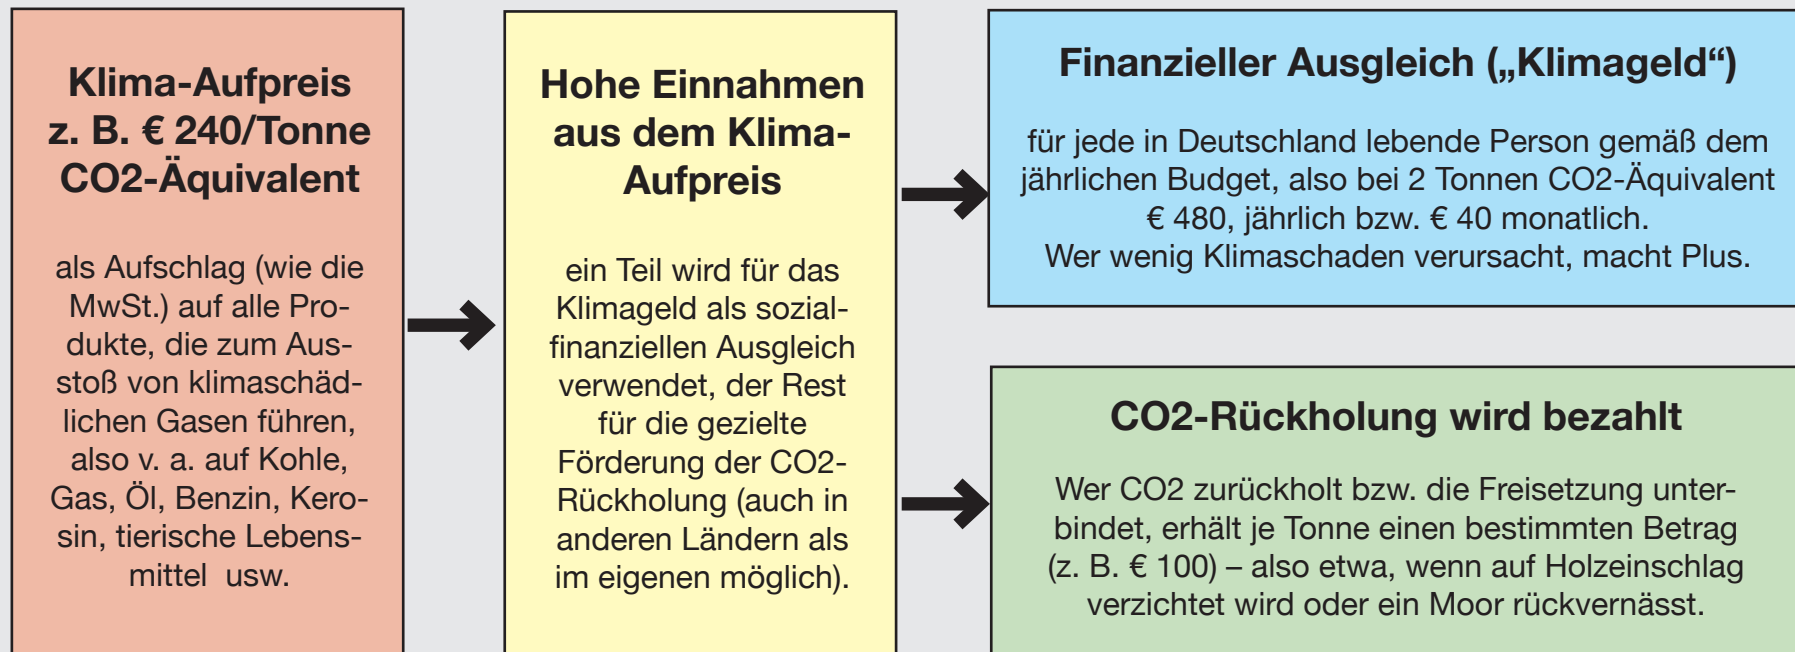 Klima-Aufpreis
z. B. € 240/Tonne
CO2-Äquivalent
als Aufschlag (wie die
MwSt.) auf alle Pro-
dukte, die zum Aus-
stoß von klimaschäd-
lichen Gasen führen,
also v. a. auf Kohle,
Gas, Öl, Benzin, Kero-
sin, tierische Lebens-
mittel  usw.
Hohe Einnahmen
aus dem Klima-
Aufpreis
ein Teil wird für das
Klimageld als sozial-
finanziellen Ausgleich
verwendet, der Rest
für die gezielte
Förderung der CO2-
Rückholung (auch in
anderen Ländern als
im eigenen möglich).
Finanzieller Ausgleich („Klimageld“)
für jede in Deutschland lebende Person gemäß dem
jährlichen Budget, also bei 2 Tonnen CO2-Äquivalent
€ 480, jährlich bzw. € 40 monatlich.
Wer wenig Klimaschaden verursacht, macht Plus.
CO2-Rückholung wird bezahlt
Wer CO2 zurückholt bzw. die Freisetzung unter-
bindet, erhält je Tonne einen bestimmten Betrag
(z. B. € 100) – also etwa, wenn auf Holzeinschlag
verzichtet wird oder ein Moor rückvernässt.